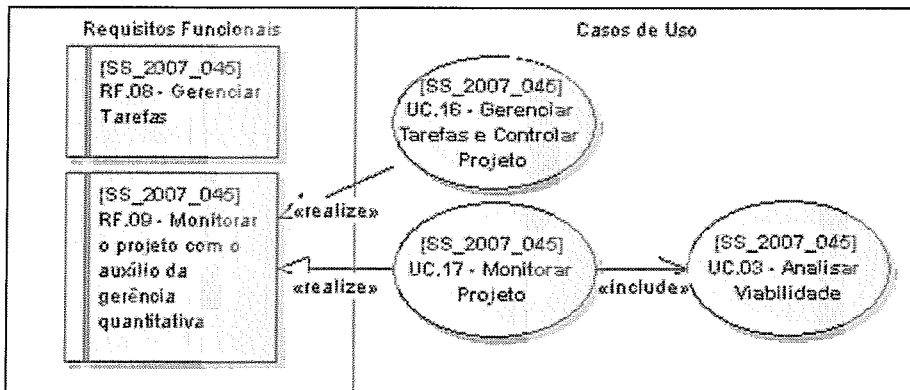 Requisitos Funcionais
Casos de Uso
[SS_2007_045]
RF.08 - Gerenciar
Tarefas
[SS_2007_045]
UC.16 - Gerenciar
Tarefas e Controlar
Projeto
[SS_2007_045]
RF.09 - Monitorar
o projeto com o
auxílio da
gerência
quantitativa
«realize»
«realize»
[SS_2007_045]
UC.17 - Monitorar
Projeto
«include»
[SS_2007_045]
UC.03 - Analisar
Viabilidade